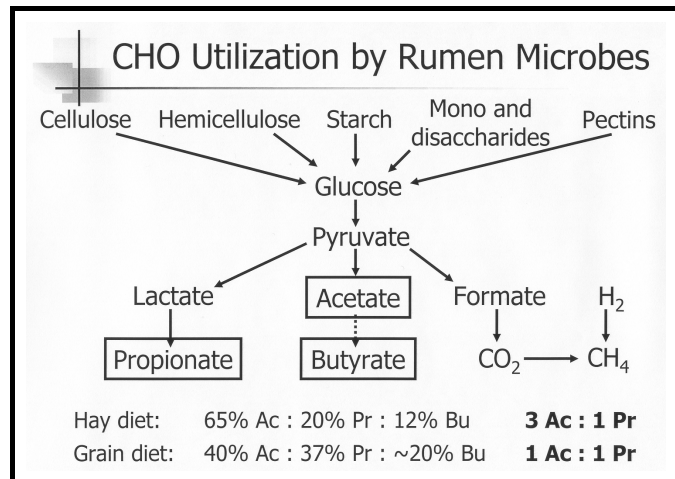 CHO Utilization by Rumen Microbes
Cellulose Hemicellulose Starch Mono and disaccharides Pectins
Glucose
Pyruvate
Lactate Acetate Formate H₂
Propionate Butyrate CO₂ CH₄
Hay diet: 65% Ac : 20% Pr : 12% Bu 3 Ac : 1 Pr
Grain diet: 40% Ac : 37% Pr : ~20% Bu 1 Ac : 1 Pr